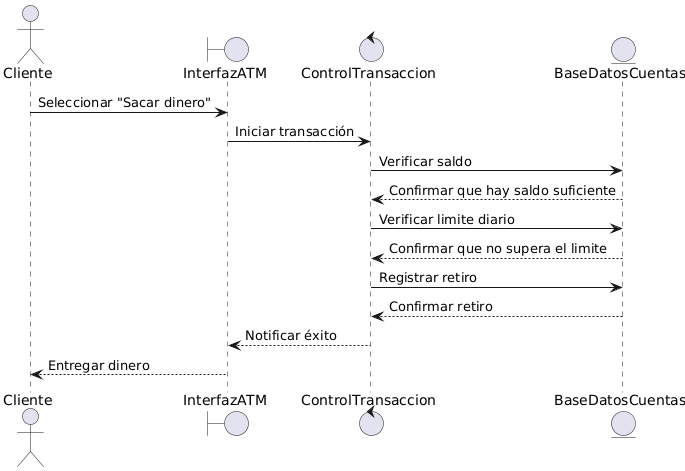 Cliente
InterfazATM
ControlTransaccion
BaseDatosCuentas
Seleccionar "Sacar dinero"
Iniciar transacción
Verificar saldo
Confirmar que hay saldo suficiente
Verificar limite diario
Confirmar que no supera el limite
Registrar retiro
Confirmar retiro
Notificar éxito
Entregar dinero
Cliente
InterfazATM
ControlTransaccion
BaseDatosCuentas